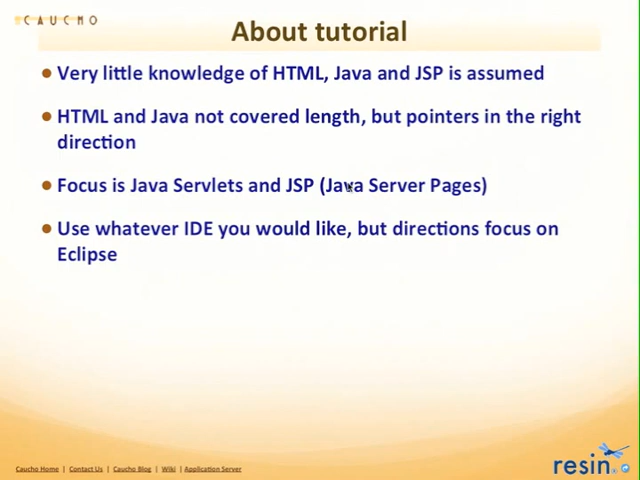 CAUCHO
About tutorial
Very little knowledge of HTML, Java and JSP is assumed
HTML and Java not covered length, but pointers in the right
direction
Focus is Java Servlets and JSP (Java Server Pages)
Use whatever IDE you would like, but directions focus on
Eclipse
Caucho Home | Contact Us | Caucho Blog | Wiki | Application Server
resin